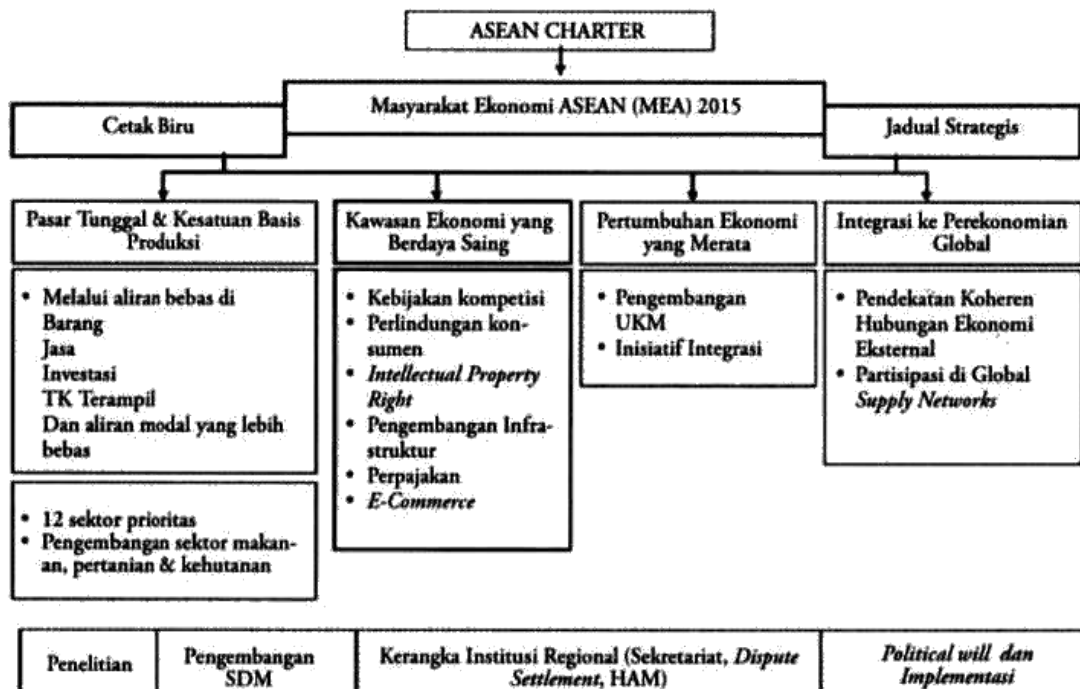 ASEAN CHARTER
Masyarakat Ekonomi ASEAN (MEA) 2015
Cetak Biru
Jadual Strategis
Pasar Tunggal & Kesatuan Basis
Produksi
• Melalui aliran bebas di
Barang
Jasa
Investasi
TK Terampil
Dan aliran modal yang lebih
bebas
• 12 sektor prioritas
• Pengembangan sektor makan-
an, pertanian & kehutanan
Kawasan Ekonomi yang
Berdaya Saing
• Kebijakan kompetisi
• Perlindungan kon-
sumen
• Intellectual Property
Right
• Pengembangan Infra-
struktur
• Perpajakan
• E-Commerce
Pertumbuhan Ekonomi
yang Merata
• Pengembangan
UKM
• Inisiatif Integrasi
Integrasi ke Perekonomian
Global
• Pendekatan Koheren
Hubungan Ekonomi
Eksternal
• Partisipasi di Global
Supply Networks
Penelitian
Pengembangan
SDM
Kerangka Institusi Regional (Sekretariat, Dispute
Settlement, HAM)
Political will dan
Implementasi